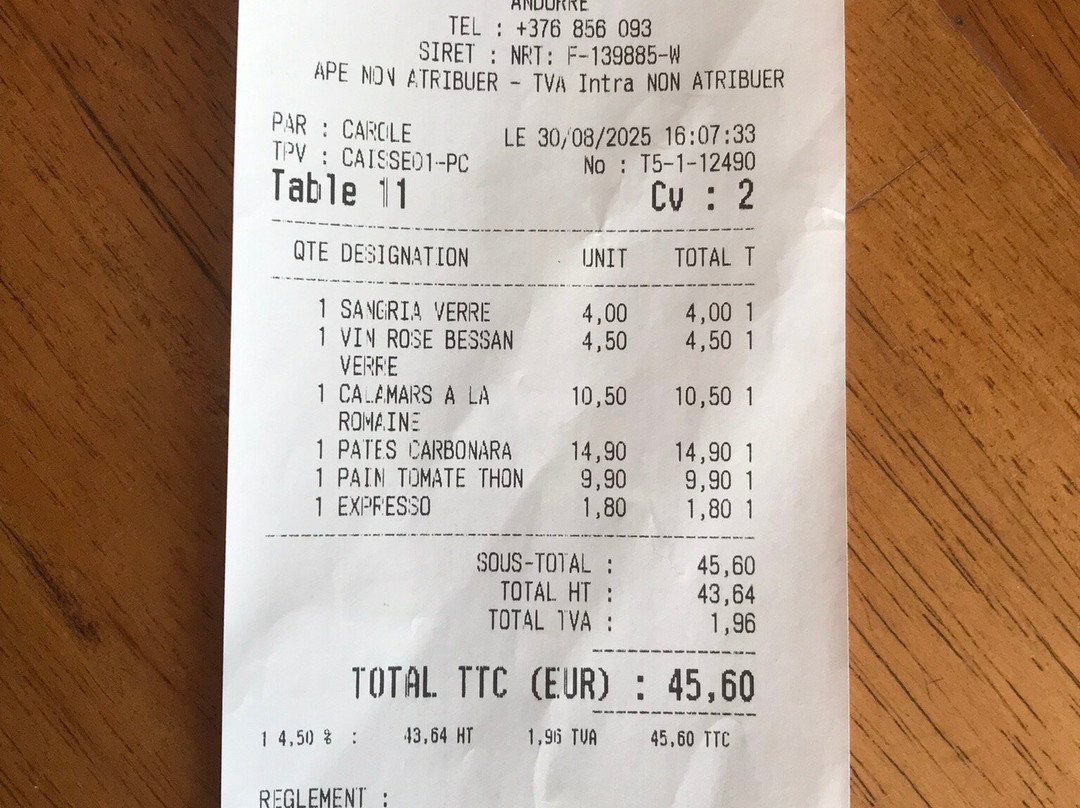 ANDORRE
TEL : +376 856 093
SIRET : NRT: F-139885-W
APE NON ATRIBUER - TVA Intra NON ATRIBUER
PAR : CAROLE LE 30/08/2025 16:07:33
TPV : CAISSE01-PC No : T5-1-12490
Table 11 Cv : 2
QTE DESIGNATION UNIT TOTAL T
1 SANGRIA VERRE 4,00 4,00 1
1 VIN ROSE BESSAN 4,50 4,50 1
VERRE
1 CALAMARS A LA 10,50 10,50 1
ROMAINE
1 PATES CARBONARA 14,90 14,90 1
1 PAIN TOMATE THON 9,90 9,90 1
1 EXPRESSO 1,80 1,80 1
SOUS-TOTAL : 45,60
TOTAL HT : 43,64
TOTAL TVA : 1,96
TOTAL TTC (EUR) : 45,60
1 4,50 % : 43,64 HT 1,96 TVA 45,60 TTC
REGLEMENT :